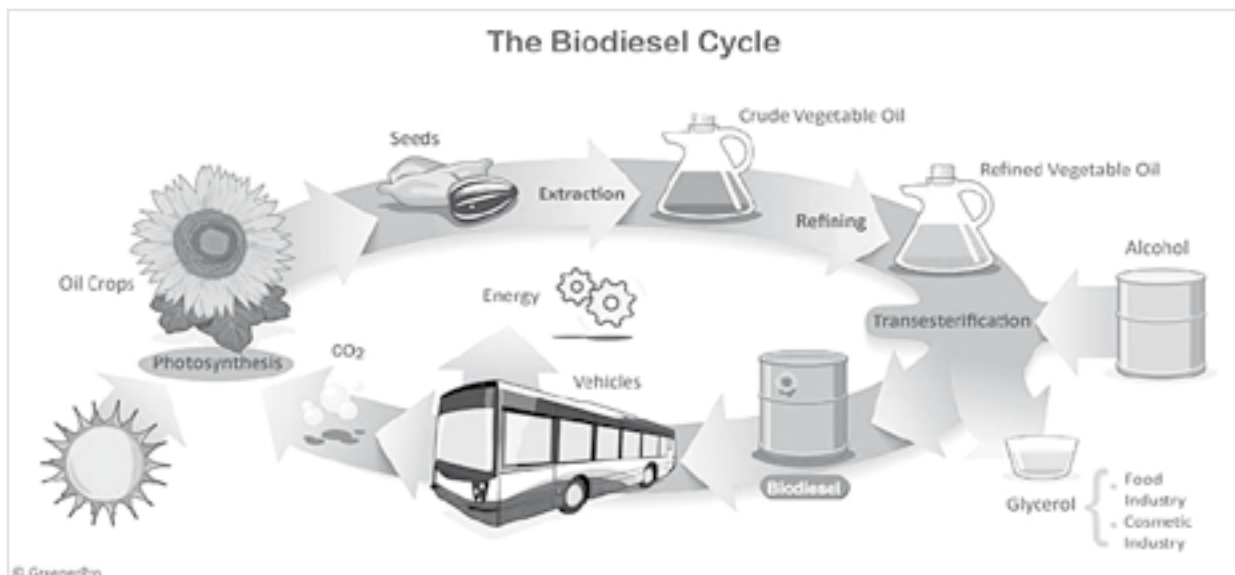 The Biodiesel Cycle
Crude Vegetable Oil
Seeds
Refined Vegetable Oil
Extraction
Refining
Alcohol
Oil Crops
Energy
Transesterification
CO2
Photosynthesis
Vehicles
Biodiesel
Glycerol
. Food
Industry
. Cosmetic
Industry
© GreenerPro